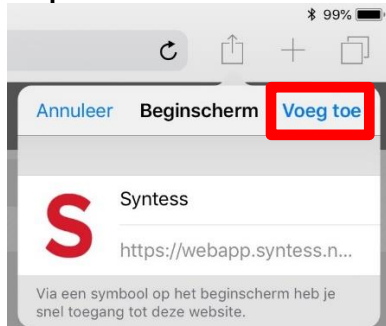 99%
Annuleer Beginscherm Voeg toe
S
Syntess
https://webapp.syntess.n...
Via een symbool op het beginscherm heb je
snel toegang tot deze website.